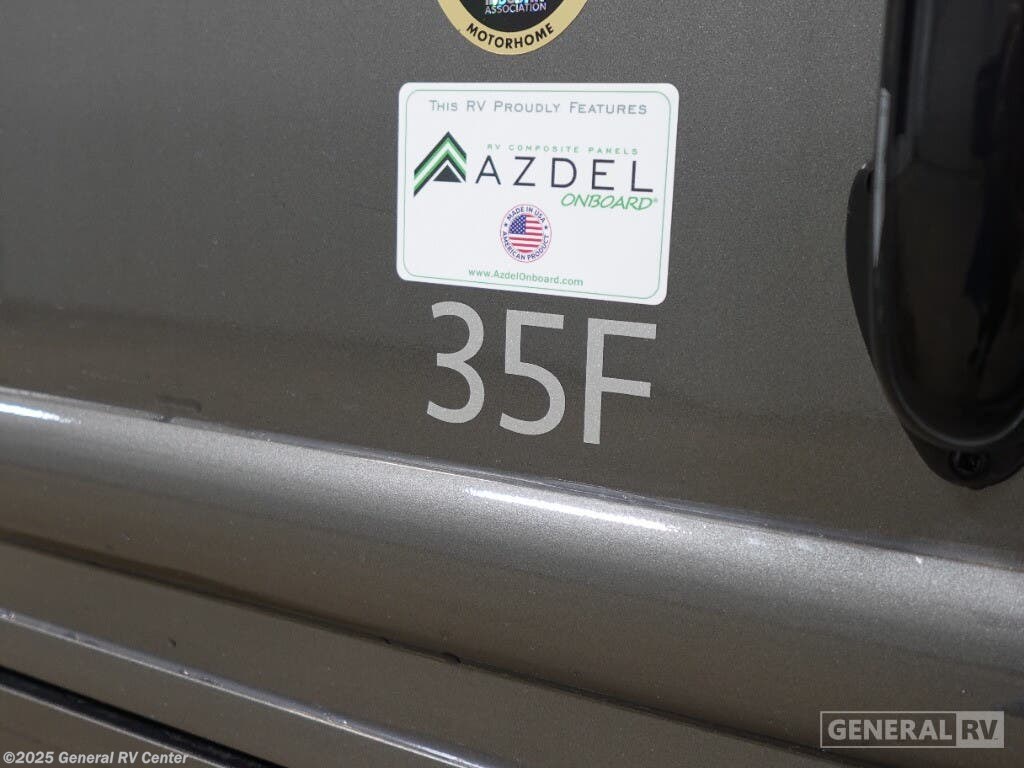 ASSOCIATION
MOTORHOME
THIS RV PROUDLY FEATURES
RV COMPOSITE PANELS
AZDEL
ONBOARD®
MADE IN USA
AMERICAN PRODUCT
www.AzdelOnboard.com
35F
GENERAL RV
©2025 General RV Center